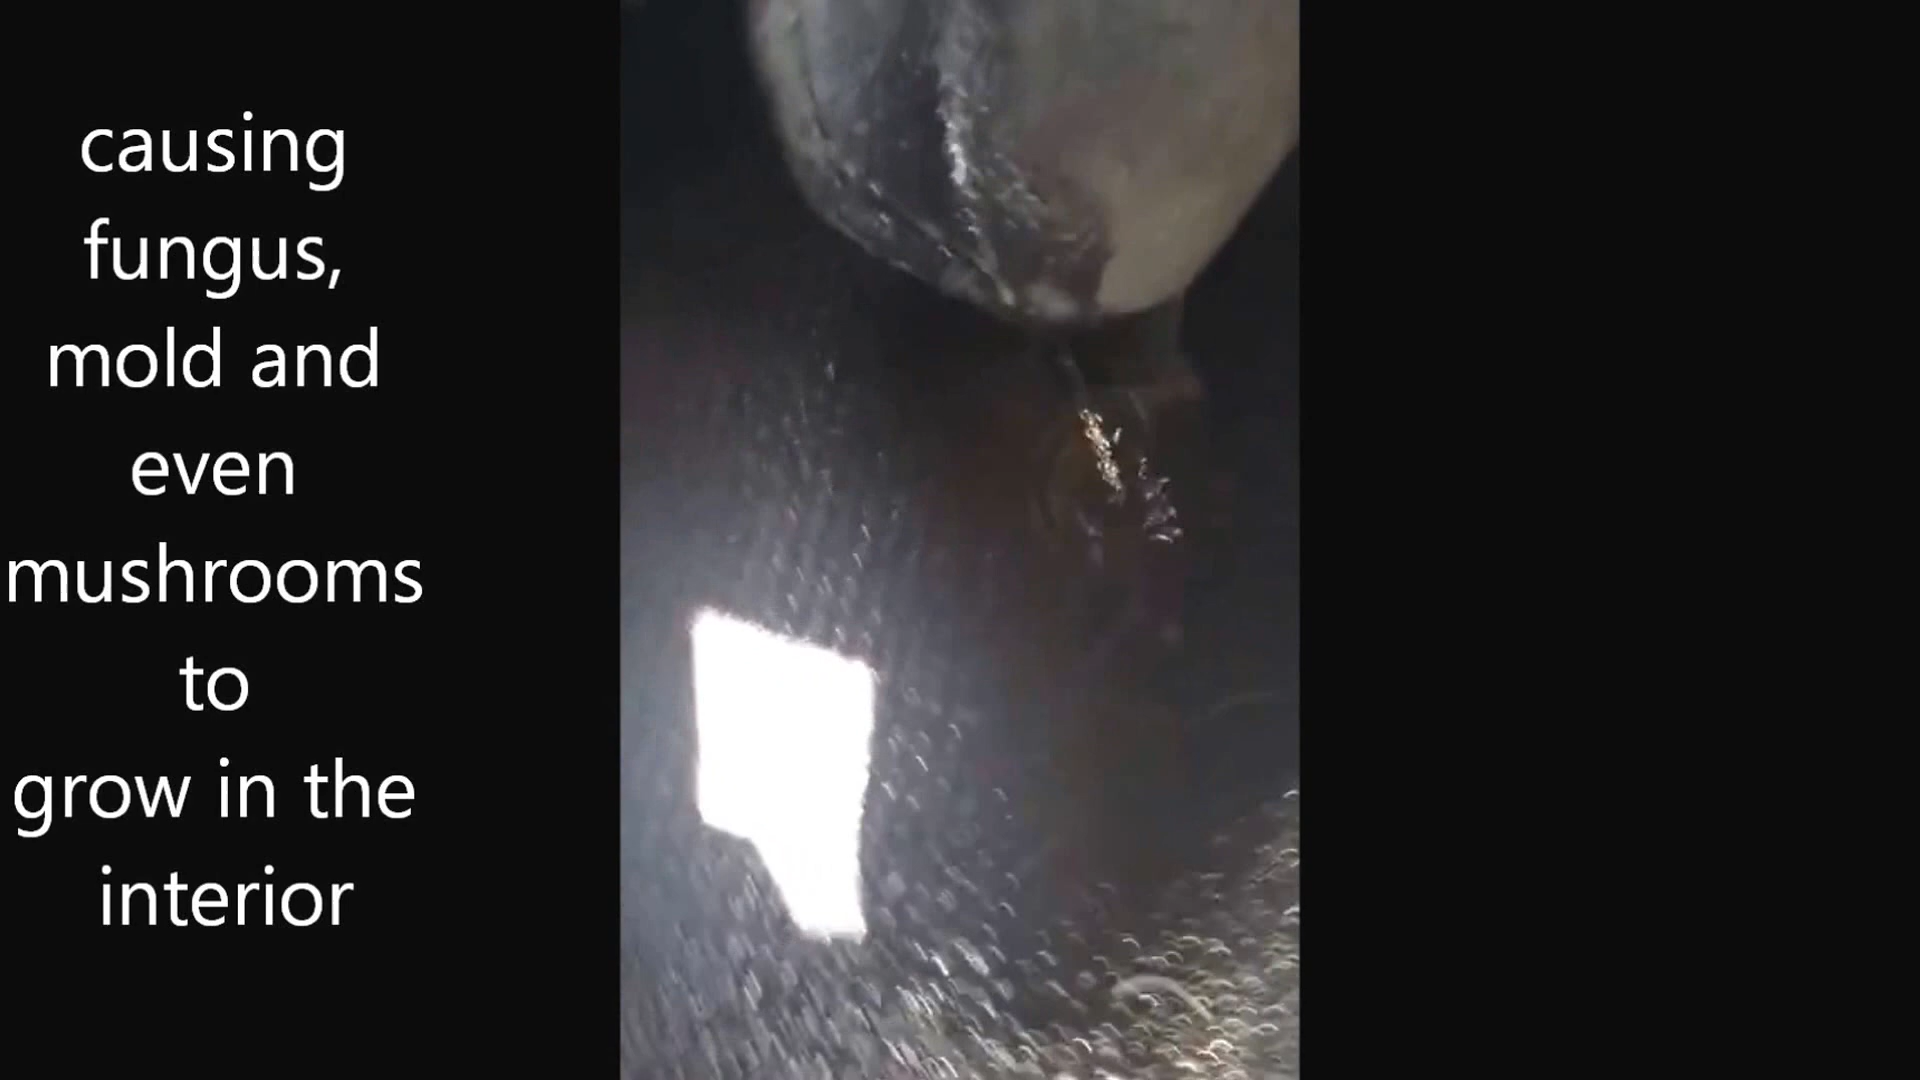 causing
fungus,
mold and
even
mushrooms
to
grow in the
interior